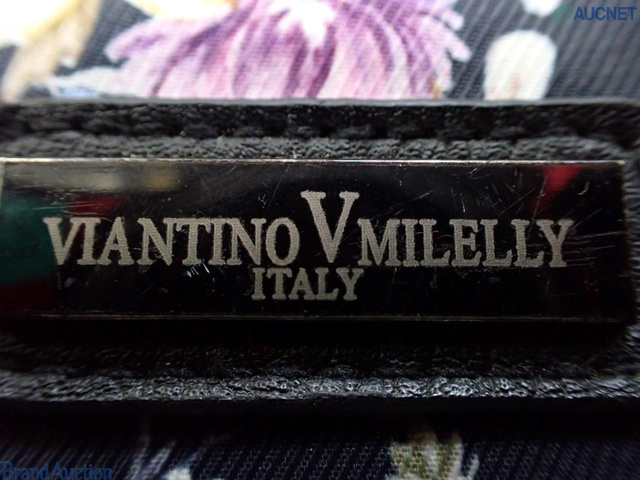 AUCNET
VIANTINO V MILELLY
ITALY
Brand Auction